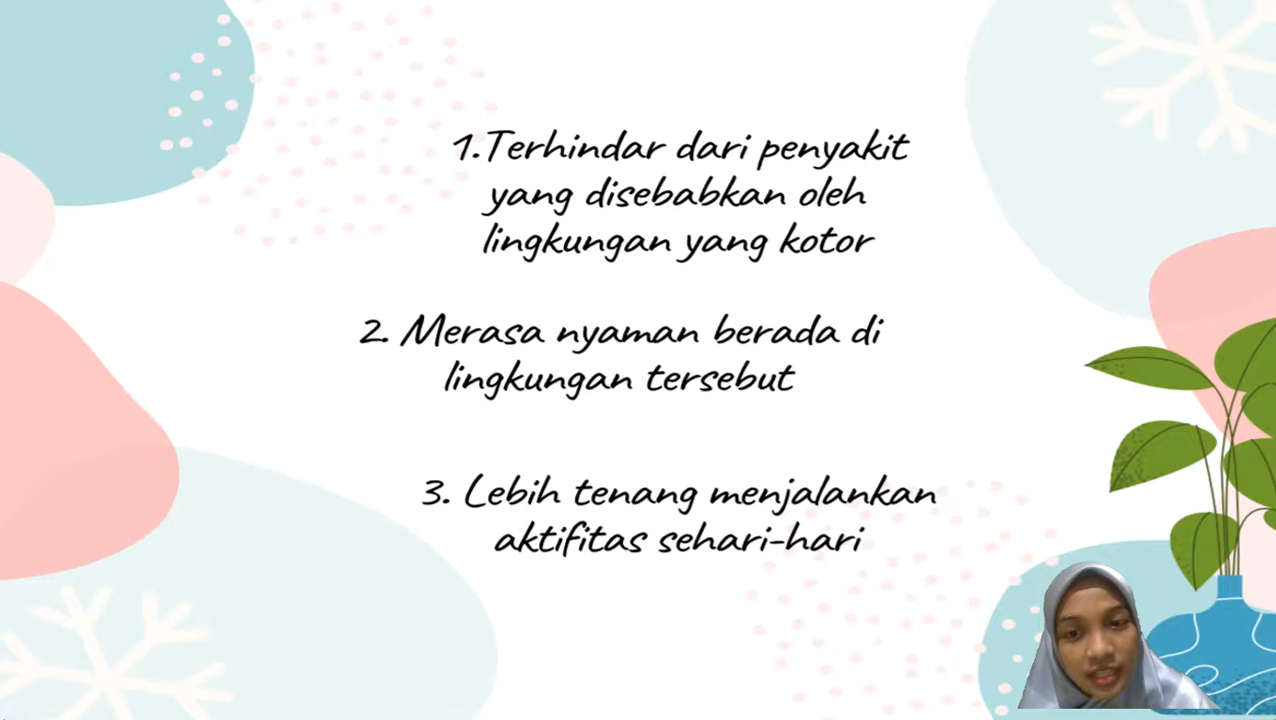 1.Terhindar dari penyakit
yang disebabkan oleh
lingkungan yang kotor
2. Merasa nyaman berada di
lingkungan tersebut
3. Lebih tenang menjalankan
aktifitas sehari-hari